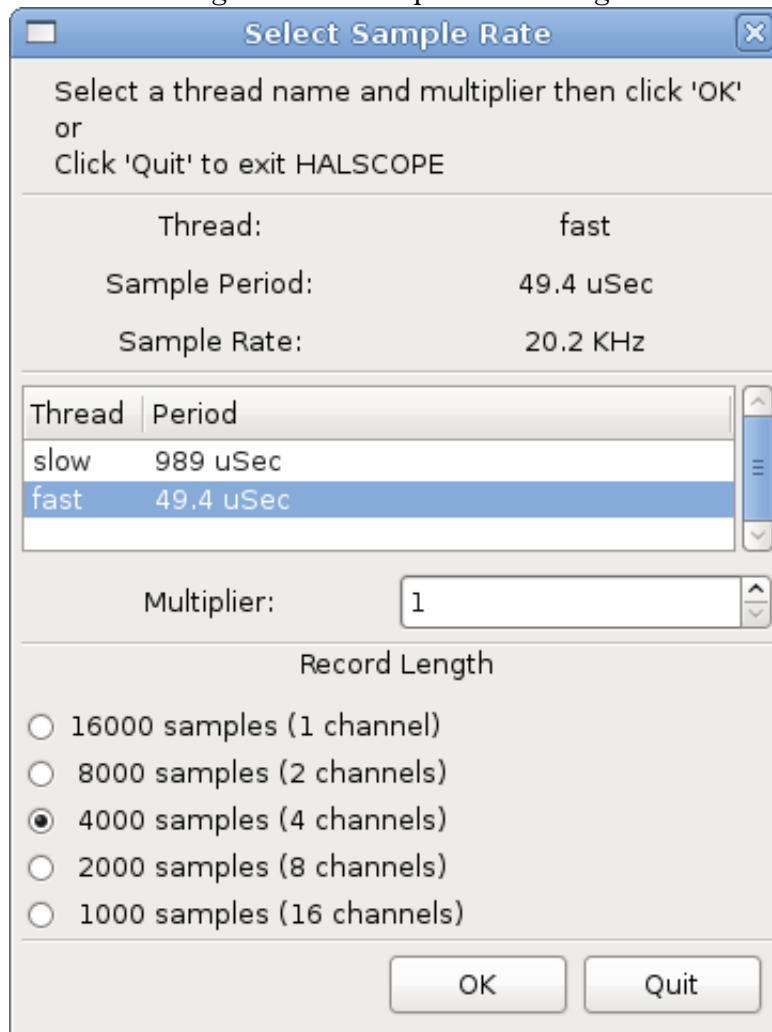 Select Sample Rate
Select a thread name and multiplier then click 'OK'
or
Click 'Quit' to exit HALSCOPE
Thread: fast
Sample Period: 49.4 uSec
Sample Rate: 20.2 KHz
Thread Period
slow 989 uSec
fast 49.4 uSec
Multiplier: 1
Record Length
16000 samples (1 channel)
8000 samples (2 channels)
4000 samples (4 channels)
2000 samples (8 channels)
1000 samples (16 channels)
OK Quit